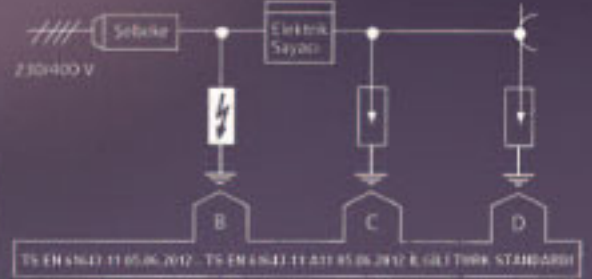 Şebeke
Elektrik
Sayacı
230/400 V
B
C
D
TS EN 61643-11 05.06.2012 - TS EN 61643-11 A11 05.06.2012 İLGİLİ TÜRK STANDARDI